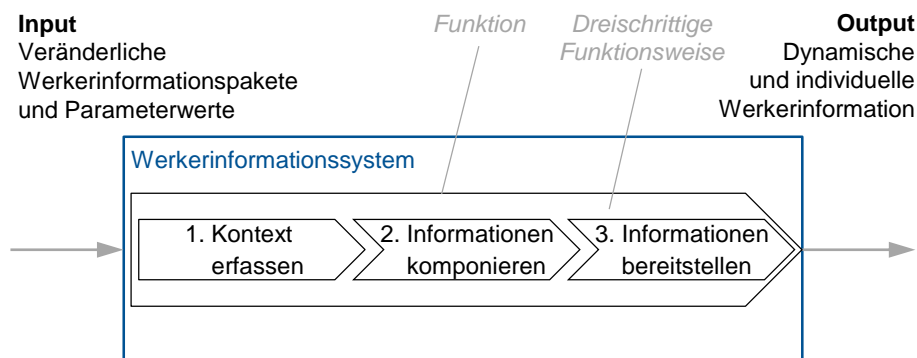 Input
Veränderliche
Werkerinformationspakete
und Parameterwerte
Funktion
Dreischrittige
Funktionsweise
Output
Dynamische
und individuelle
Werkerinformation
Werkerinformationssystem
1. Kontext
erfassen
2. Informationen
komponieren
3. Informationen
bereitstellen